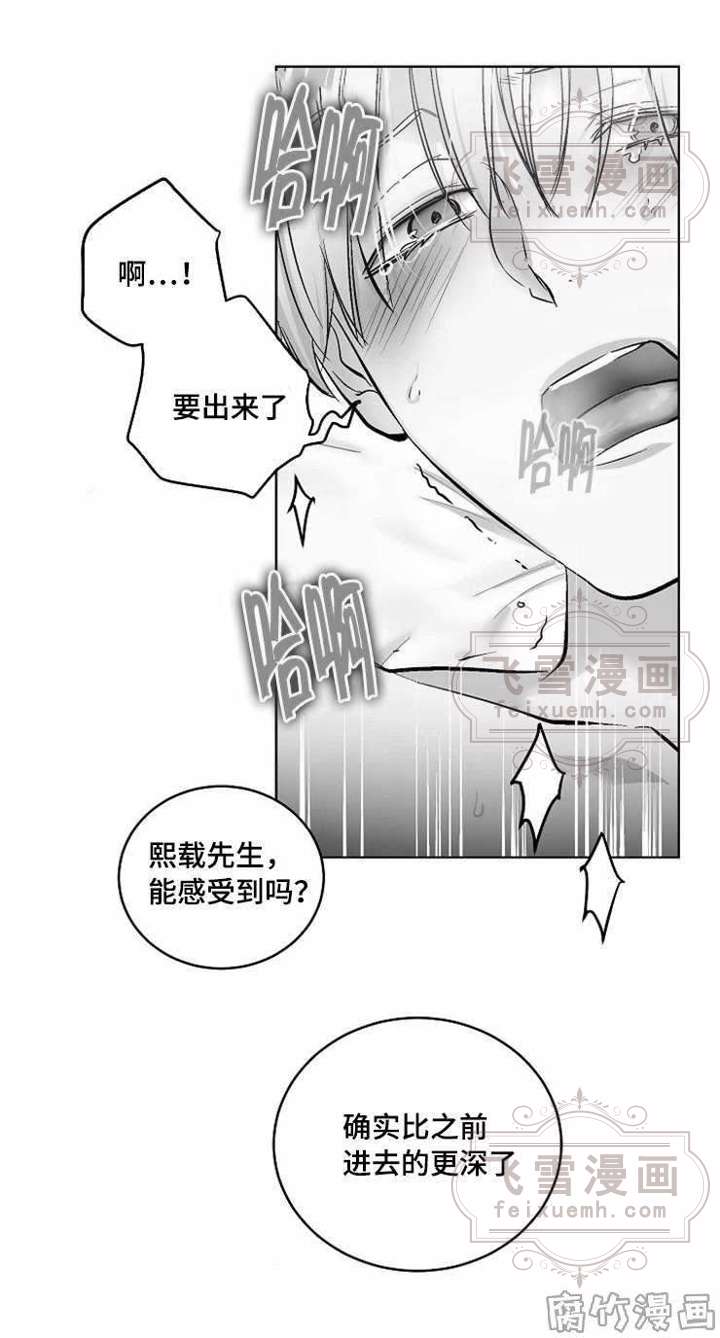 哈啊
飞雪漫画
feixuemh.com
啊…！
要出来了
哈啊
哈啊
飞雪漫画
feixuemh.com
熙载先生，
能感受到吗？
确实比之前
进去的更深了
飞雪漫画
feixuemh.com
腐竹漫画